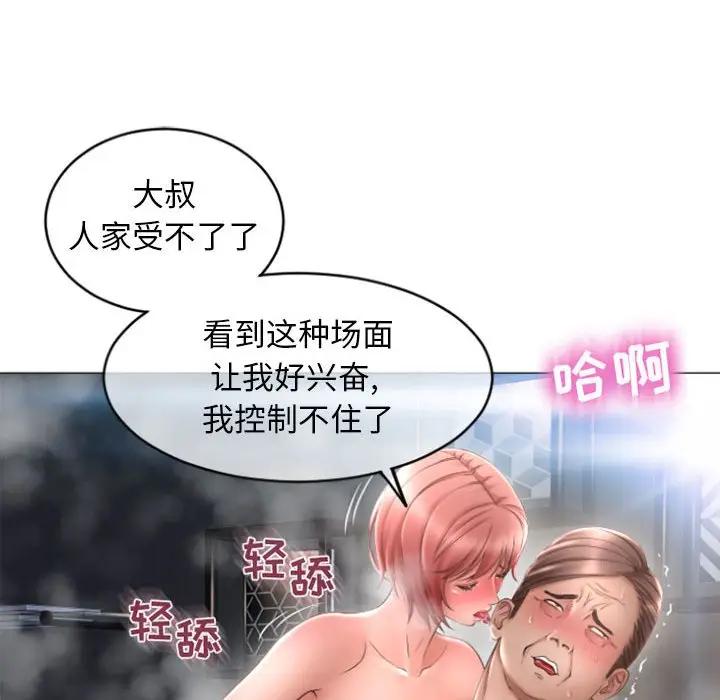 大叔
人家受不了了
看到这种场面
让我好兴奋,
我控制不住了
哈啊
轻舔
轻舔